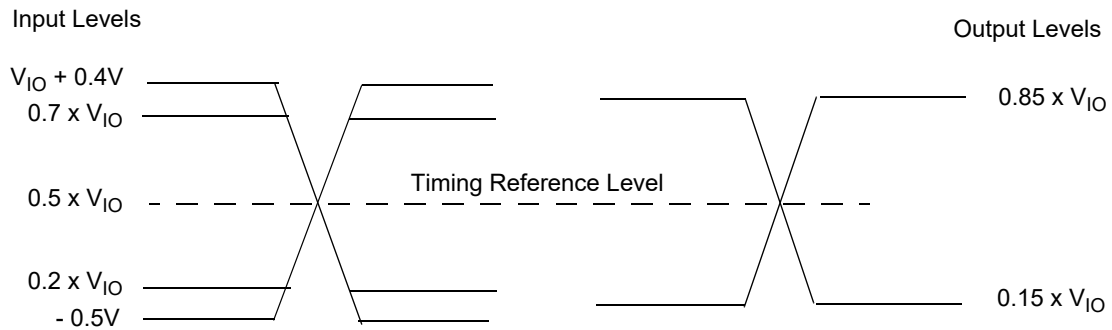 Input Levels
Output Levels
V_IO + 0.4V
0.7 x V_IO
0.85 x V_IO
Timing Reference Level
0.5 x V_IO
0.2 x V_IO
- 0.5V
0.15 x V_IO